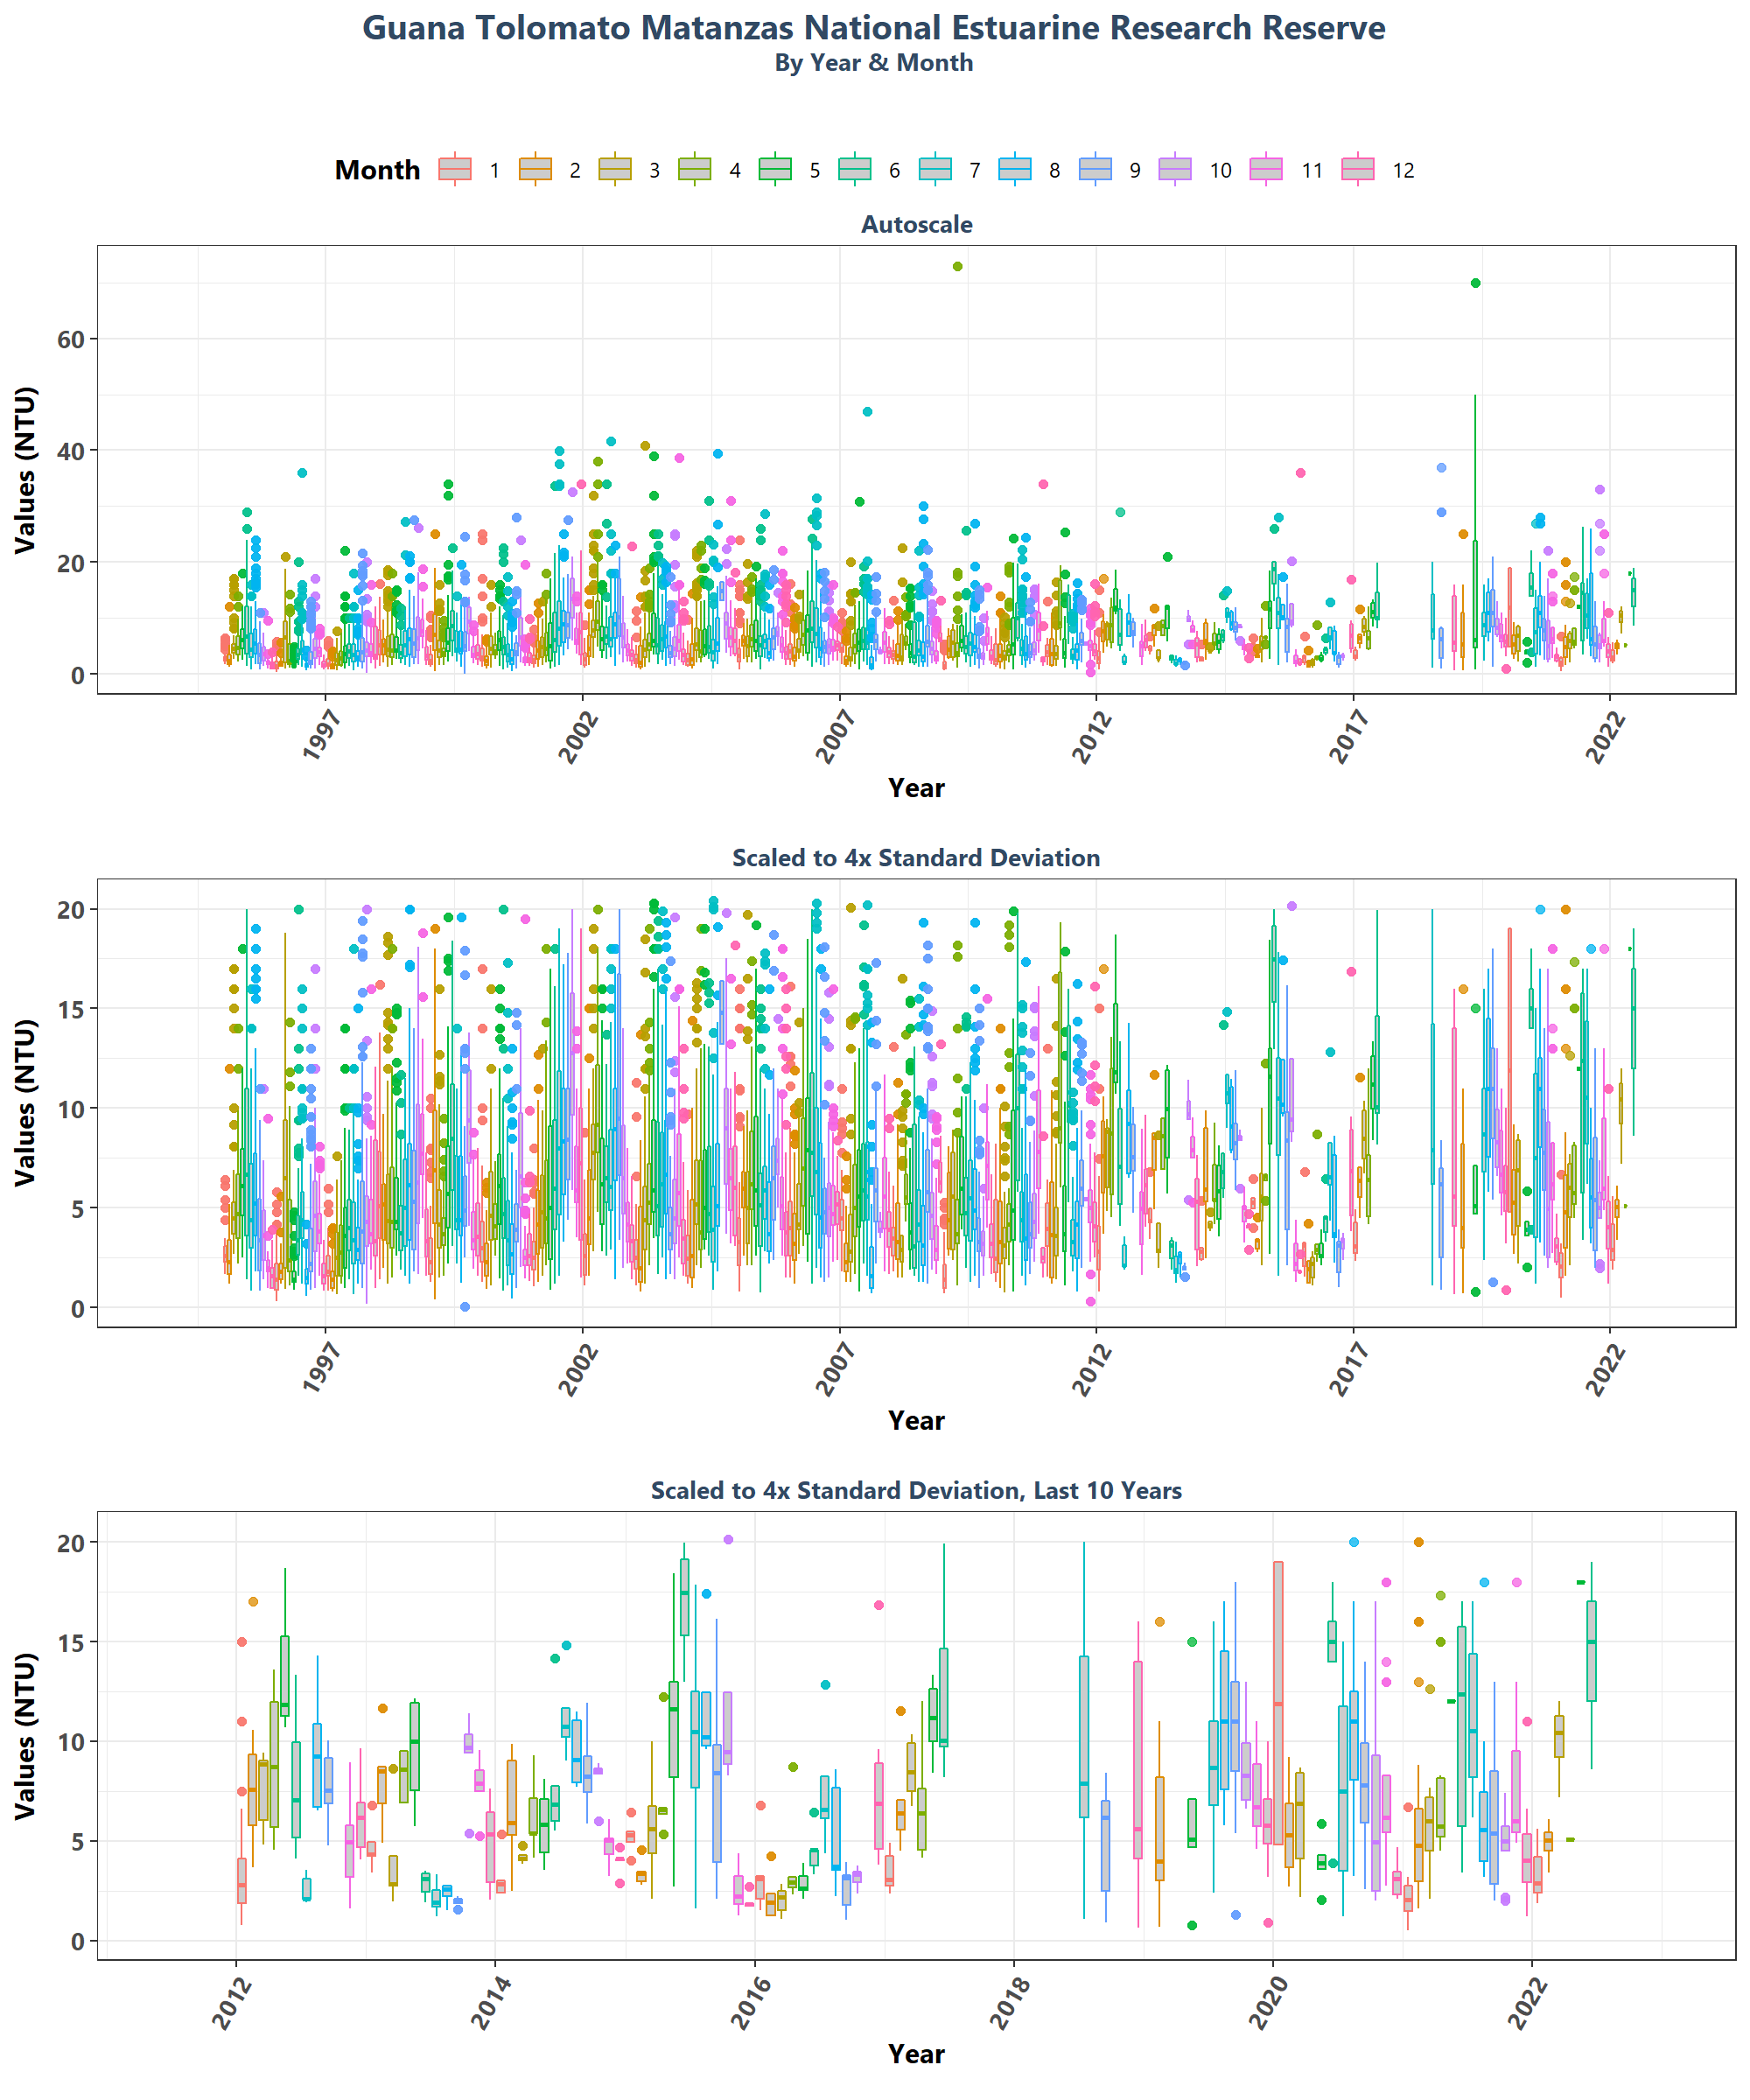 Guana Tolomato Matanzas National Estuarine Research Reserve
By Year & Month
Month 1 2 3 4 5 6 7 8 9 10 11 12
Autoscale
Values (NTU)
60
40
20
0
1997 2002 2007 2012 2017 2022
Year
Scaled to 4x Standard Deviation
Values (NTU)
20
15
10
5
0
1997 2002 2007 2012 2017 2022
Year
Scaled to 4x Standard Deviation, Last 10 Years
Values (NTU)
20
15
10
5
0
2012 2014 2016 2018 2020 2022
Year